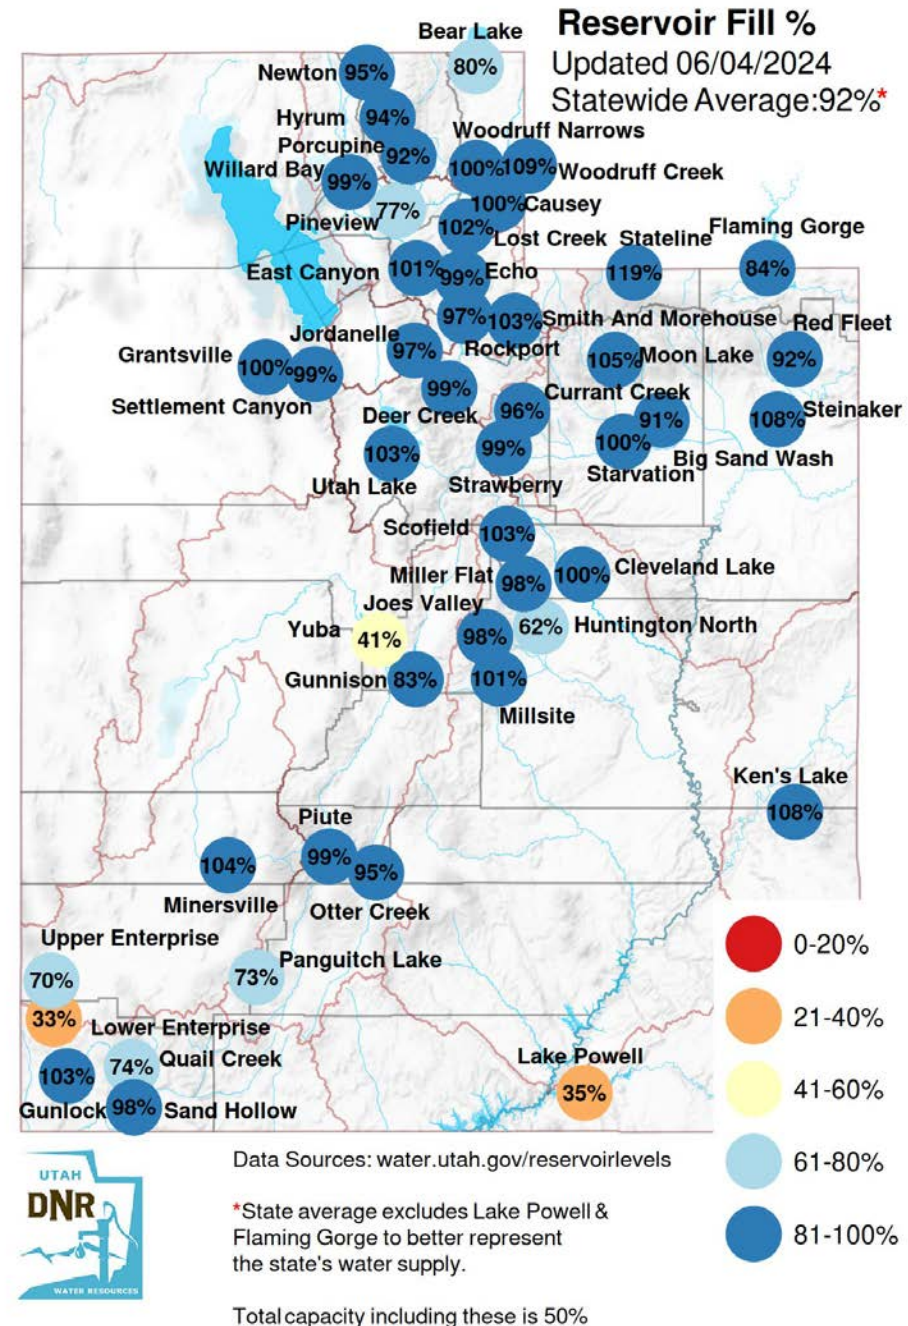 Reservoir Fill %
Updated 06/04/2024
Statewide Average:92%*
Bear Lake
80%
Newton 95%
Hyrum 94%
Porcupine 92%
Woodruff Narrows
100% 109% Woodruff Creek
Willard Bay 99%
77%
Pineview
100% Causey
102%
Lost Creek
Stateline
119%
Flaming Gorge
84%
East Canyon 101%
99% Echo
97%
Rockport
103% Smith And Morehouse
Jordanelle
97%
Red Fleet
92%
Grantsville 100%
99%
Settlement Canyon
105% Moon Lake
99%
Deer Creek
Currant Creek
96%
91%
Big Sand Wash
108% Steinaker
100%
Starvation
103%
Utah Lake
99%
Strawberry
Scofield 103%
Miller Flat 98%
100% Cleveland Lake
Joes Valley
98%
62% Huntington North
Yuba 41%
Gunnison 83%
101%
Millsite
Ken's Lake
108%
Piute
99%
95%
Otter Creek
104%
Minersville
Upper Enterprise
70%
73% Panguitch Lake
33%
Lower Enterprise
74% Quail Creek
103%
Gunlock
98% Sand Hollow
Lake Powell
35%
0-20%
21-40%
41-60%
61-80%
81-100%
UTAH
DNR
WATER RESOURCES
Data Sources: water.utah.gov/reservoirlevels
*State average excludes Lake Powell &
Flaming Gorge to better represent
the state's water supply.
Total capacity including these is 50%